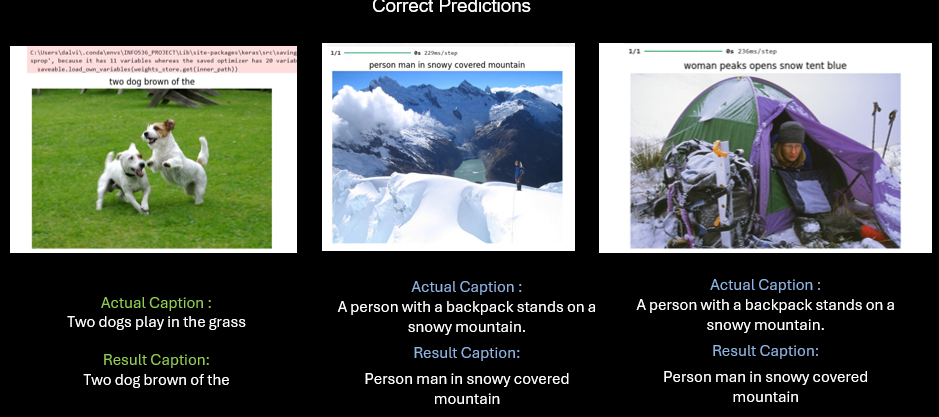 Correct Predictions
C:\Users\dalvi\.conda\envs\INFO536_PROJECT\Lib\site-packages\keras\src\saving
sprop', because it has 11 variables whereas the saved optimizer has 20 variab
saveable.load_own_variables(weights_store.get(inner_path))
two dog brown of the
1/1 0s 229ms/step
person man in snowy covered mountain
1/1 0s 236ms/step
woman peaks opens snow tent blue
Actual Caption :
Two dogs play in the grass
Result Caption:
Two dog brown of the
Actual Caption :
A person with a backpack stands on a
snowy mountain.
Result Caption:
Person man in snowy covered
mountain
Actual Caption :
A person with a backpack stands on a
snowy mountain.
Result Caption:
Person man in snowy covered
mountain